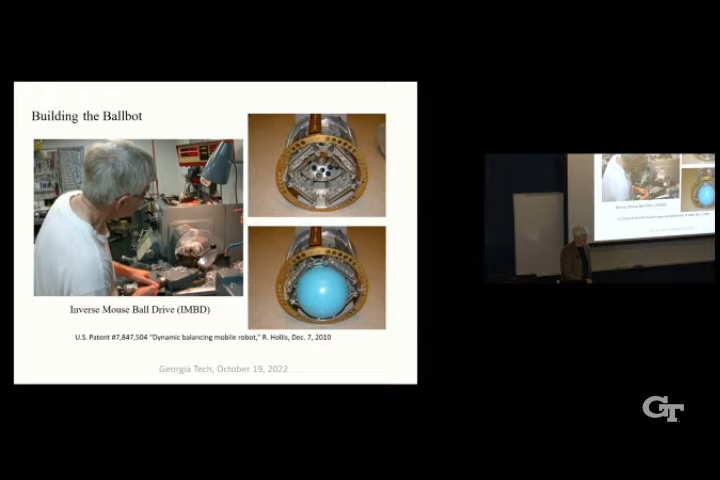 Building the Ballbot
Inverse Mouse Ball Drive (IMBD)
U.S. Patent #7,847,504 "Dynamic balancing mobile robot," R. Hollis, Dec. 7, 2010
Georgia Tech, October 19, 2022
GT